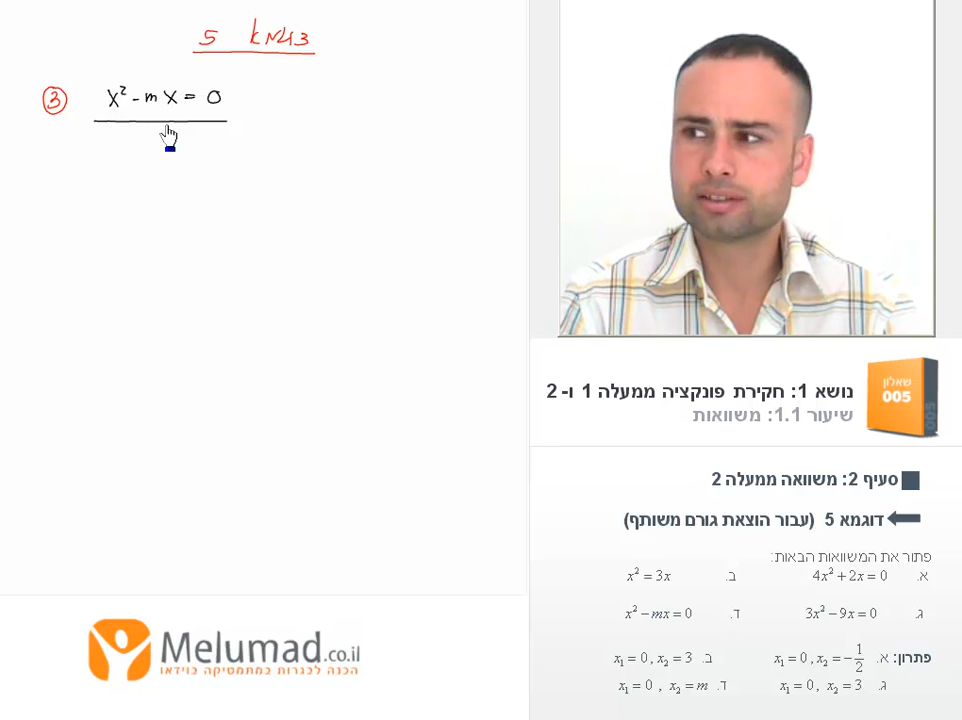 דוגמא 5
③ x² - mx = 0
שאלון
005
005
נושא 1: חקירת פונקציה ממעלה 1 ו- 2
שיעור 1.1: משוואות
סעיף 2: משוואה ממעלה 2
דוגמא 5 (עבור הוצאת גורם משותף)
פתור את המשוואות הבאות:
א. 4x² + 2x = 0 ב. x² = 3x
ג. 3x² − 9x = 0 ד. x² − mx = 0
פתרון: א. x₁ = 0, x₂ = −1/2 ב. x₁ = 0, x₂ = 3
ג. x₁ = 0, x₂ = 3 ד. x₁ = 0, x₂ = m
Melumad.co.il
הכנה לבגרות במתמטיקה בוידאו